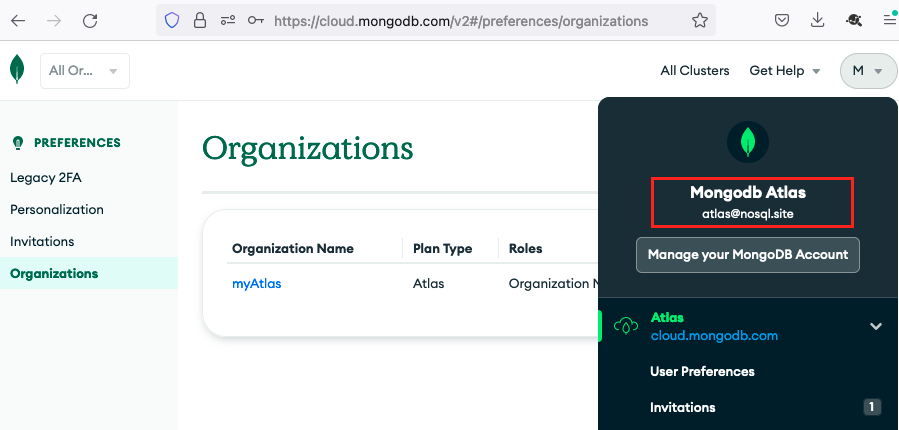 https://cloud.mongodb.com/v2#/preferences/organizations
All Or...
All Clusters
Get Help
M
PREFERENCES
Legacy 2FA
Personalization
Invitations
Organizations
Organizations
Organization Name
Plan Type
Roles
myAtlas
Atlas
Organization M
Mongodb Atlas
atlas@nosql.site
Manage your MongoDB Account
Atlas
cloud.mongodb.com
User Preferences
Invitations
1